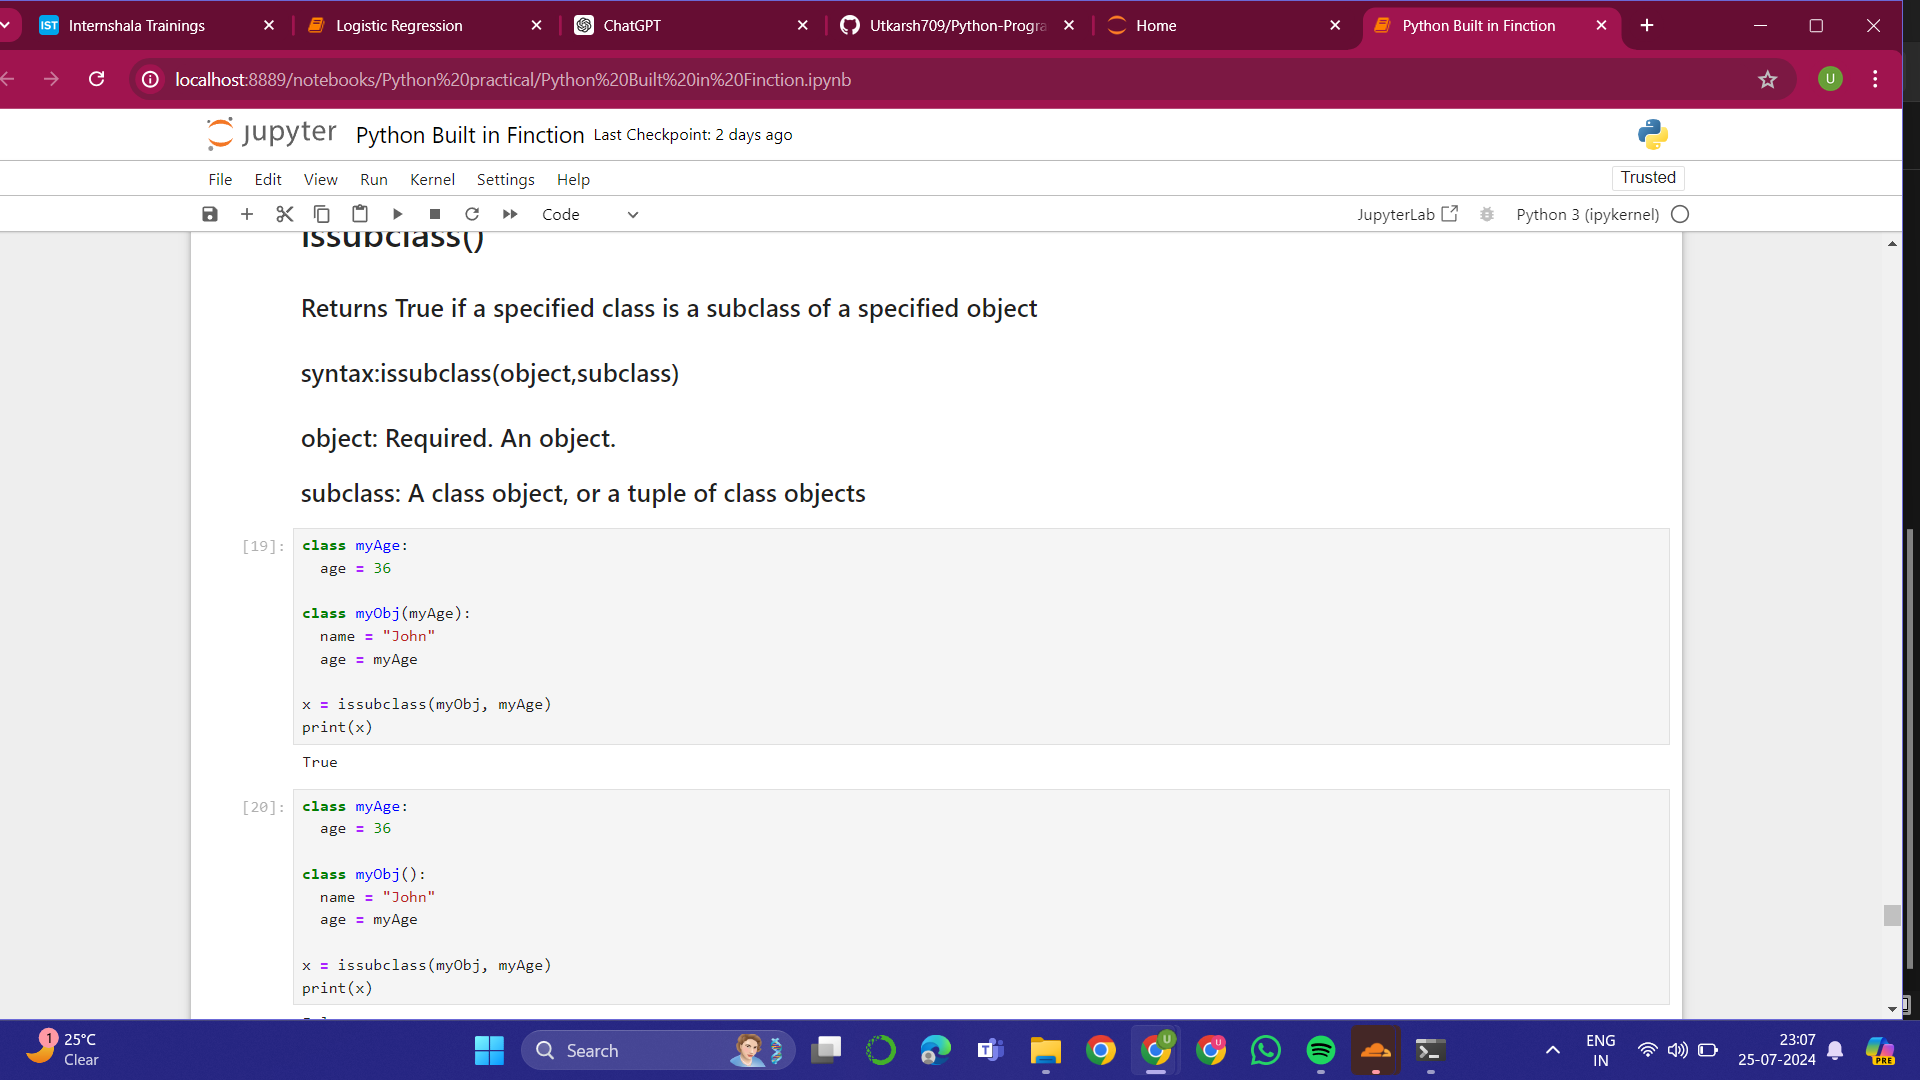 IST Internshala Trainings
Logistic Regression
ChatGPT
Utkarsh709/Python-Progra
Home
Python Built in Finction
localhost:8889/notebooks/Python%20practical/Python%20Built%20in%20Finction.ipynb
U
jupyter Python Built in Finction Last Checkpoint: 2 days ago
File Edit View Run Kernel Settings Help
Trusted
Code
JupyterLab
Python 3 (ipykernel)
issubclass()
Returns True if a specified class is a subclass of a specified object
syntax:issubclass(object,subclass)
object: Required. An object.
subclass: A class object, or a tuple of class objects
[19]:
class myAge:
age = 36
class myObj(myAge):
name = "John"
age = myAge
x = issubclass(myObj, myAge)
print(x)
True
[20]:
class myAge:
age = 36
class myObj():
name = "John"
age = myAge
x = issubclass(myObj, myAge)
print(x)
1
25°C
Clear
Search
U
U
ENG
IN
23:07
25-07-2024
PRE